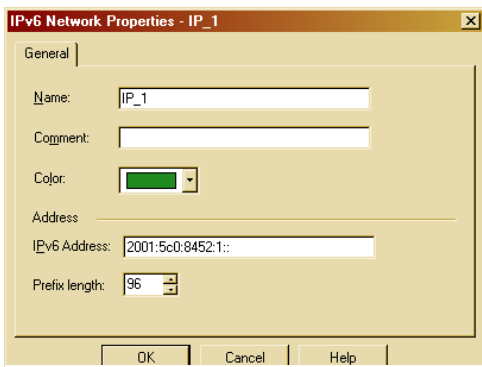 IPv6 Network Properties - IP_1
General
Name: IP_1
Comment:
Color:
Address
IPv6 Address: 2001:5c0:8452:1::
Prefix length: 96
OK Cancel Help